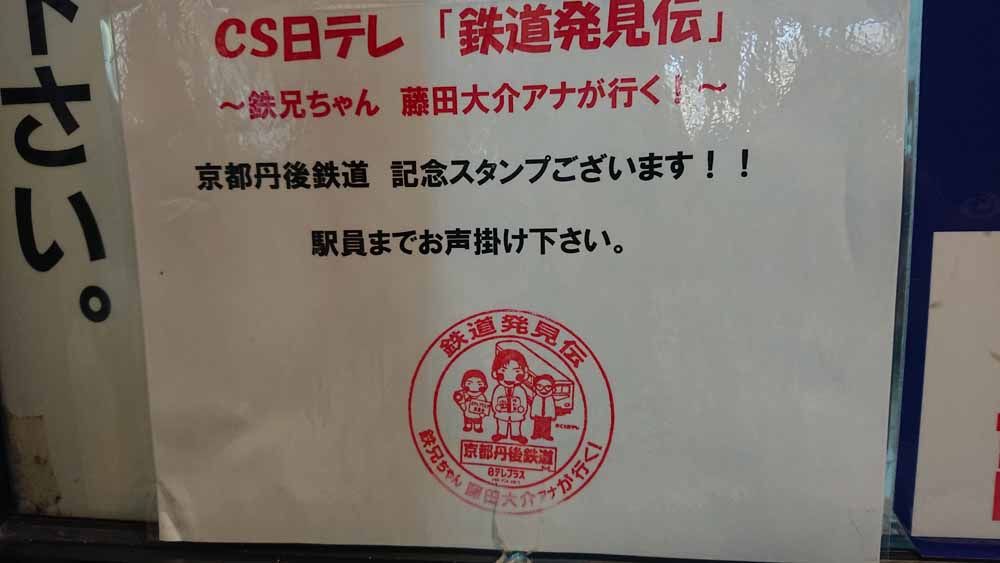 下さい。
CS日テレ 「鉄道発見伝」
～鉄兄ちゃん 藤田大介アナが行く！～
京都丹後鉄道 記念スタンプございます！！
駅員までお声掛け下さい。
鉄道発見伝
京都丹後鉄道
日テレプラス
鉄兄ちゃん 藤田大介アナが行く！